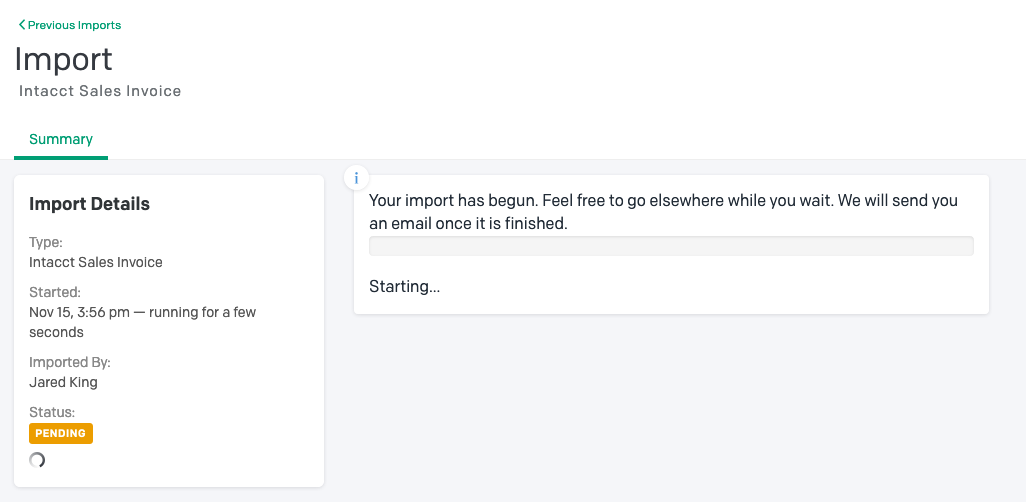 Previous Imports
Import
Intacct Sales Invoice
Summary
Import Details
Type:
Intacct Sales Invoice
Started:
Nov 15, 3:56 pm — running for a few
seconds
Imported By:
Jared King
Status:
PENDING
i
Your import has begun. Feel free to go elsewhere while you wait. We will send you
an email once it is finished.
Starting...